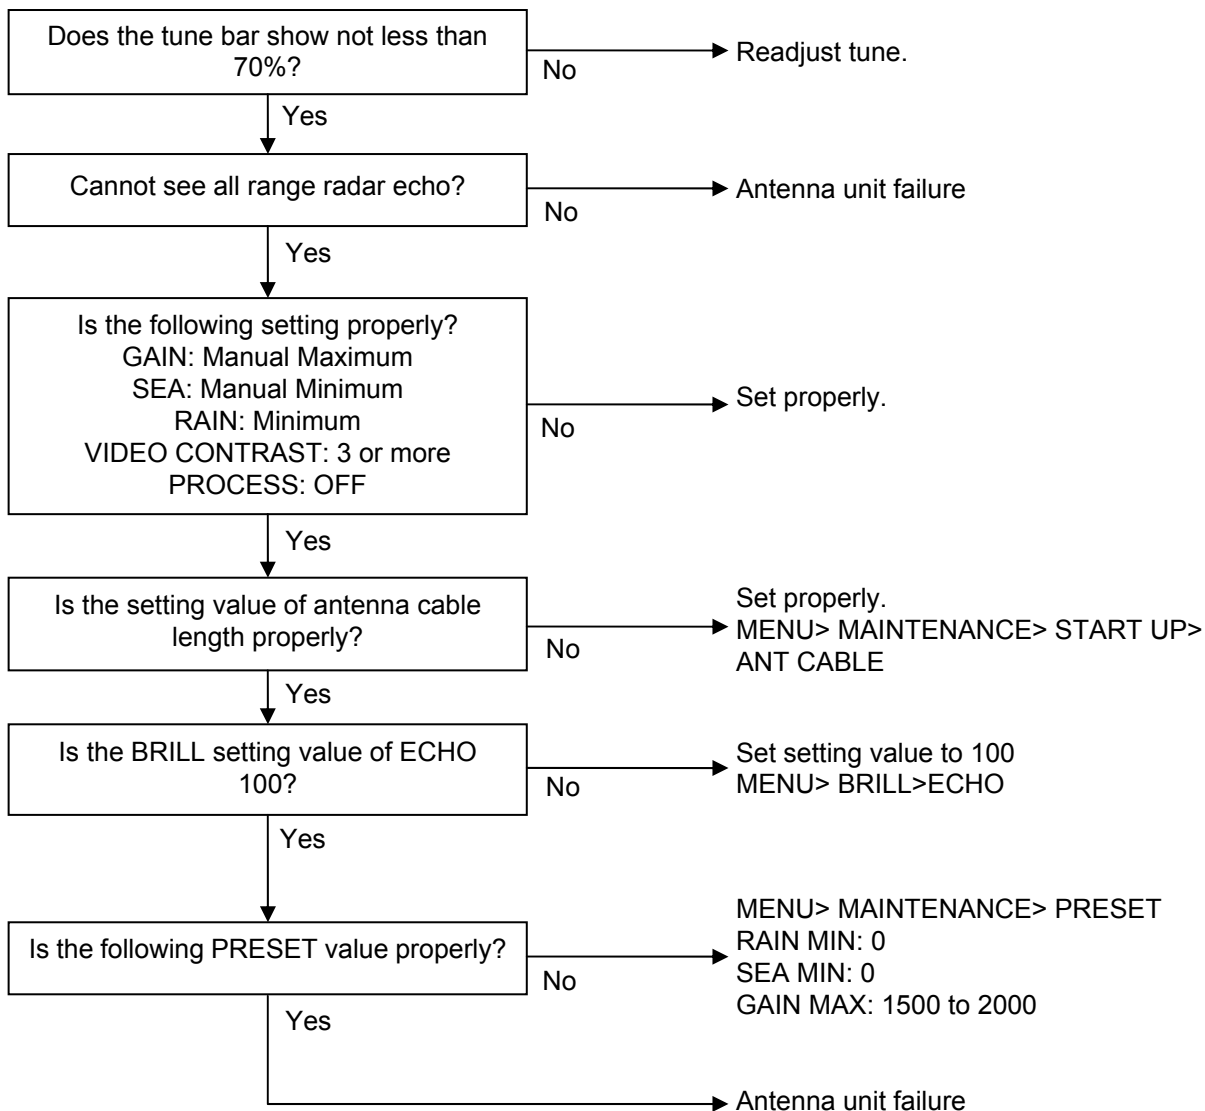 Does the tune bar show not less than
70%?
No
Readjust tune.
Yes
Cannot see all range radar echo?
No
Antenna unit failure
Yes
Is the following setting properly?
GAIN: Manual Maximum
SEA: Manual Minimum
RAIN: Minimum
VIDEO CONTRAST: 3 or more
PROCESS: OFF
No
Set properly.
Yes
Is the setting value of antenna cable
length properly?
No
Set properly.
MENU> MAINTENANCE> START UP>
ANT CABLE
Yes
Is the BRILL setting value of ECHO
100?
No
Set setting value to 100
MENU> BRILL>ECHO
Yes
Is the following PRESET value properly?
No
MENU> MAINTENANCE> PRESET
RAIN MIN: 0
SEA MIN: 0
GAIN MAX: 1500 to 2000
Yes
Antenna unit failure